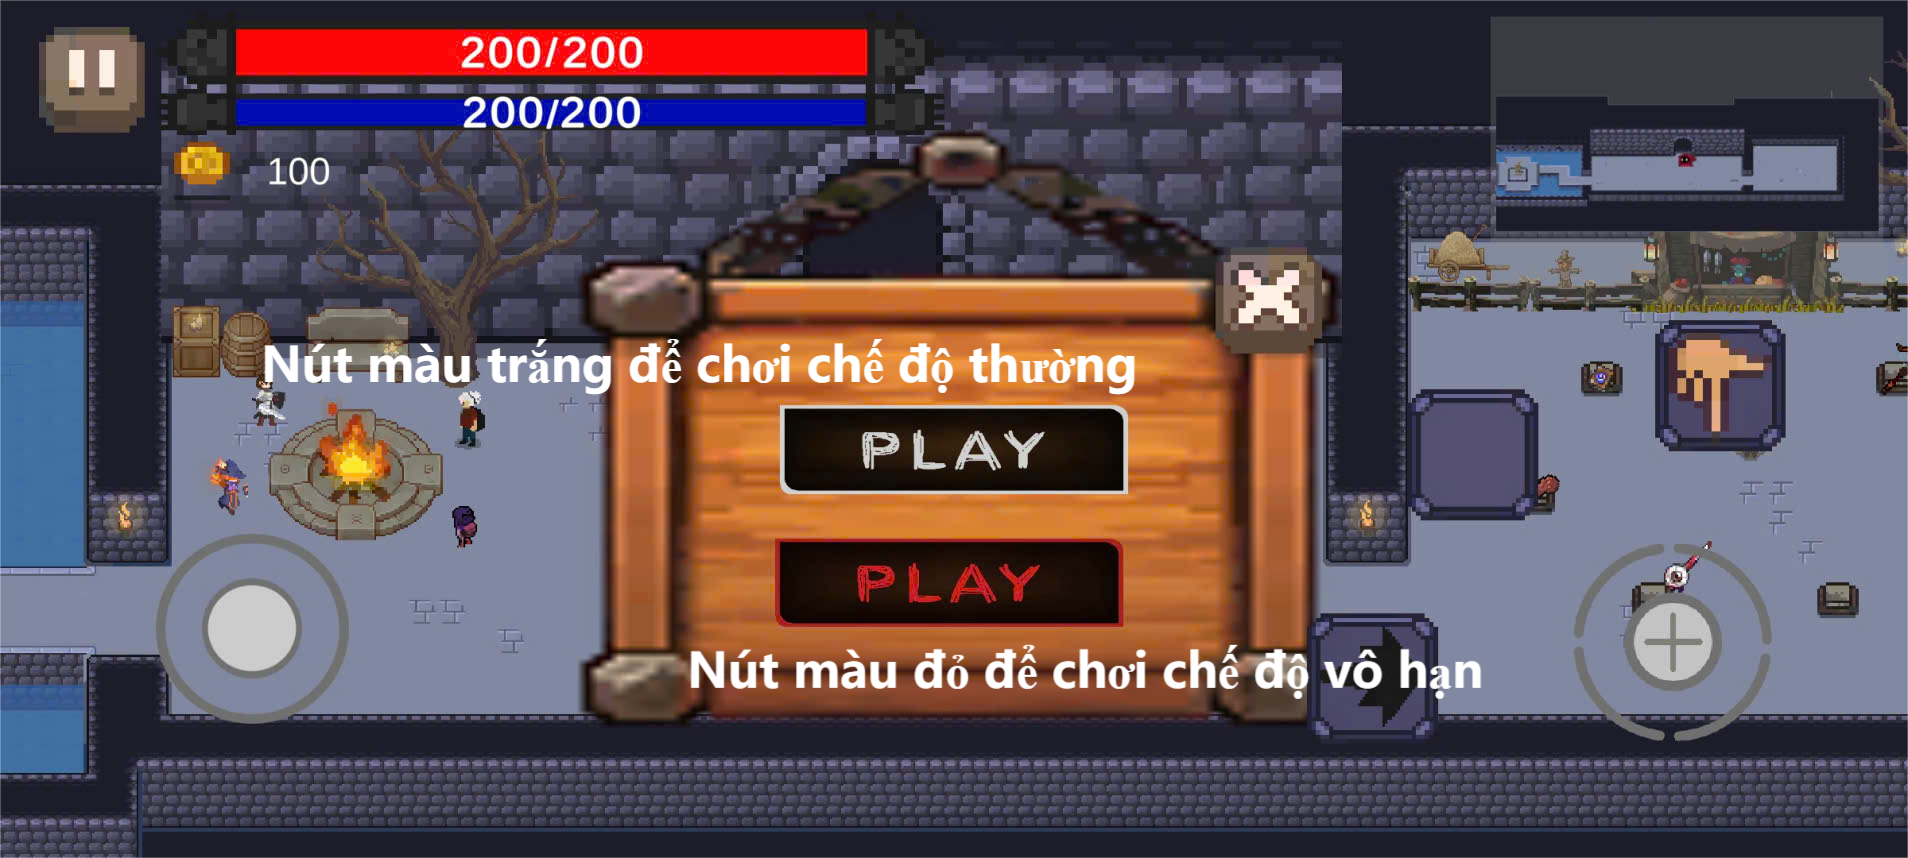 200/200
200/200
100
Nút màu trắng để chơi chế độ thường
PLAY
PLAY
Nút màu đỏ để chơi chế độ vô hạn